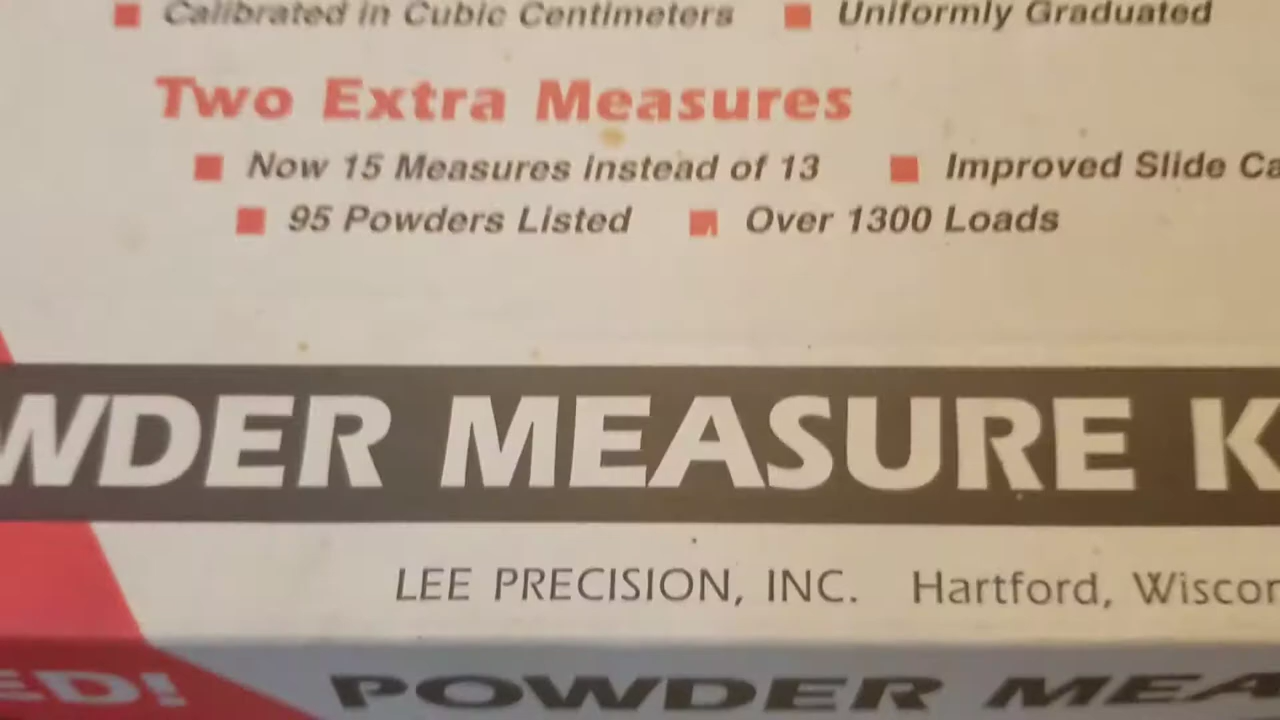 ■ Calibrated in Cubic Centimeters ■ Uniformly Graduated
Two Extra Measures
■ Now 15 Measures instead of 13 ■ Improved Slide Ca
■ 95 Powders Listed ■ Over 1300 Loads
WDER MEASURE K
LEE PRECISION, INC. Hartford, Wiscon
ED! POWDER MEA